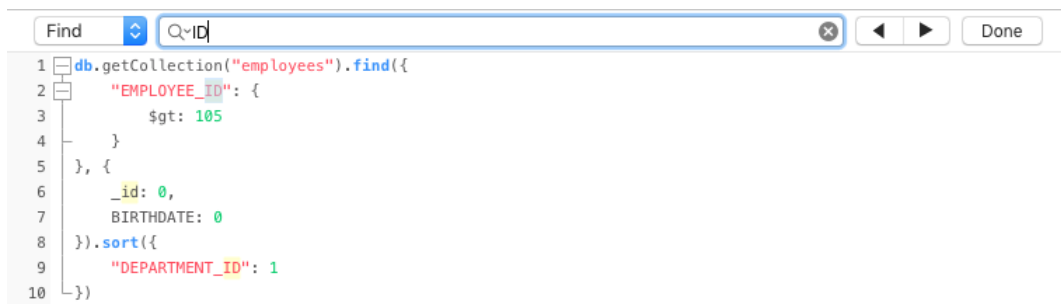 Find ID Done
1 db.getCollection("employees").find({
2 "EMPLOYEE_ID": {
3 $gt: 105
4 }
5 }, {
6 _id: 0,
7 BIRTHDATE: 0
8 }).sort({
9 "DEPARTMENT_ID": 1
10 })